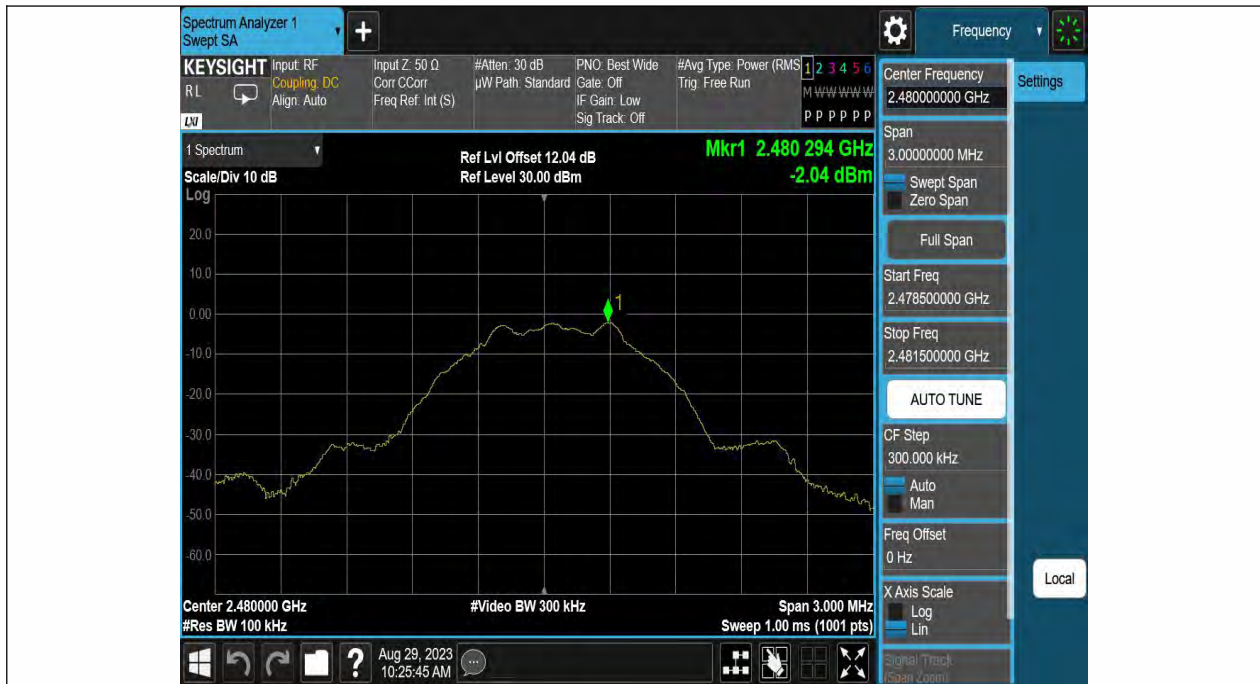 Spectrum Analyzer 1
Swept SA
+
Frequency
KEYSIGHT
RL
LXI
Input: RF
Coupling: DC
Align: Auto
Input Z: 50 Ω
Corr CCorr
Freq Ref: Int (S)
#Atten: 30 dB
µW Path: Standard
PNO: Best Wide
Gate: Off
IF Gain: Low
Sig Track: Off
#Avg Type: Power (RMS
Trig: Free Run
1 2 3 4 5 6
M W W W W W
P P P P P P
1 Spectrum
Scale/Div 10 dB
Ref Lvl Offset 12.04 dB
Ref Level 30.00 dBm
Mkr1 2.480 294 GHz
-2.04 dBm
Log
20.0
10.0
0.00
-10.0
-20.0
-30.0
-40.0
-50.0
-60.0
1
Center 2.480000 GHz
#Res BW 100 kHz
#Video BW 300 kHz
Span 3.000 MHz
Sweep 1.00 ms (1001 pts)
?
Aug 29, 2023
10:25:45 AM
Center Frequency
2.480000000 GHz
Settings
Span
3.00000000 MHz
Swept Span
Zero Span
Full Span
Start Freq
2.478500000 GHz
Stop Freq
2.481500000 GHz
AUTO TUNE
CF Step
300.000 kHz
Auto
Man
Freq Offset
0 Hz
X Axis Scale
Log
Lin
Signal Track
(Span Zoom)
Local